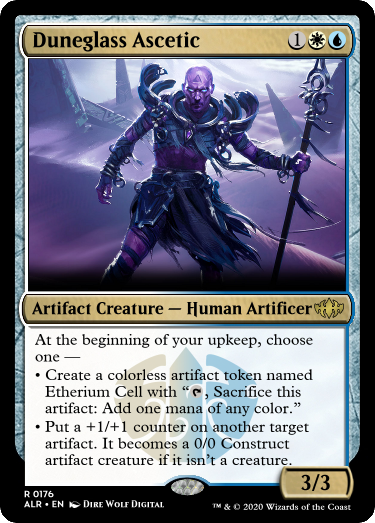 Duneglass Ascetic 1
Artifact Creature — Human Artificer
At the beginning of your upkeep, choose
one —
• Create a colorless artifact token named
Etherium Cell with “, Sacrifice this
artifact: Add one mana of any color.”
• Put a +1/+1 counter on another target
artifact. It becomes a 0/0 Construct
artifact creature if it isn't a creature.
3/3
R 0176
ALR • EN Dire Wolf Digital
™ & © 2020 Wizards of the Coast